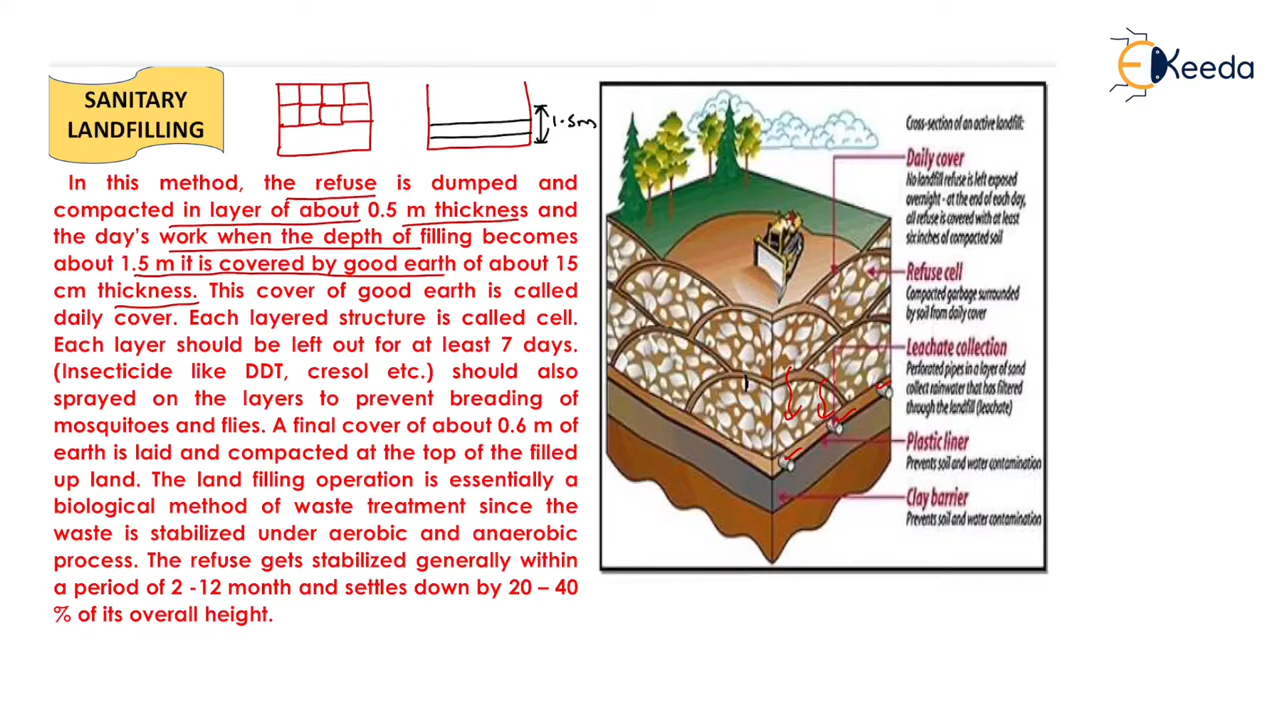 EKeeda
SANITARY
LANDFILLING
1.5m
In this method, the refuse is dumped and
compacted in layer of about 0.5 m thickness and
the day's work when the depth of filling becomes
about 1.5 m it is covered by good earth of about 15
cm thickness. This cover of good earth is called
daily cover. Each layered structure is called cell.
Each layer should be left out for at least 7 days.
(Insecticide like DDT, cresol etc.) should also
sprayed on the layers to prevent breading of
mosquitoes and flies. A final cover of about 0.6 m of
earth is laid and compacted at the top of the filled
up land. The land filling operation is essentially a
biological method of waste treatment since the
waste is stabilized under aerobic and anaerobic
process. The refuse gets stabilized generally within
a period of 2 -12 month and settles down by 20 – 40
% of its overall height.
Cross-section of an active landfill:
Daily cover
No landfill refuse is left exposed
overnight - at the end of each day,
all refuse is covered with at least
six inches of compacted soil
Refuse cell
Compacted garbage surrounded
by soil from daily cover
Leachate collection
Perforated pipes in a layer of sand
collect rainwater that has filtered
through the landfill (leachate)
Plastic liner
Prevents soil and water contamination
Clay barrier
Prevents soil and water contamination